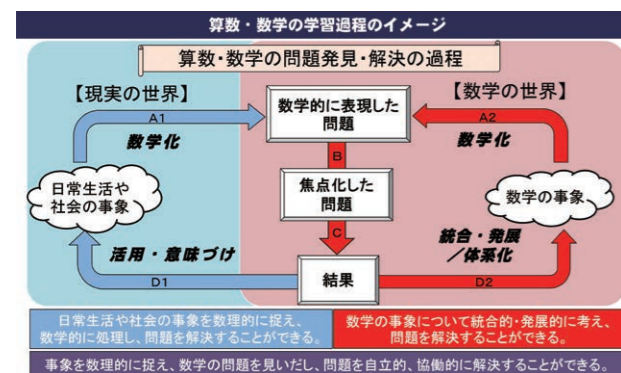 算数・数学の学習過程のイメージ
算数・数学の問題発見・解決の過程
【現実の世界】
【数学の世界】
A1
数学化
数学的に表現した
問題
A2
数学化
B
日常生活や
社会の事象
焦点化した
問題
数学の事象
C
活用・意味づけ
統合・発展
／体系化
D1
結果
D2
日常生活や社会の事象を数理的に捉え、
数学的に処理し、問題を解決することができる。
数学の事象について統合的・発展的に考え、
問題を解決することができる。
事象を数理的に捉え、数学の問題を見いだし、問題を自立的、協働的に解決することができる。